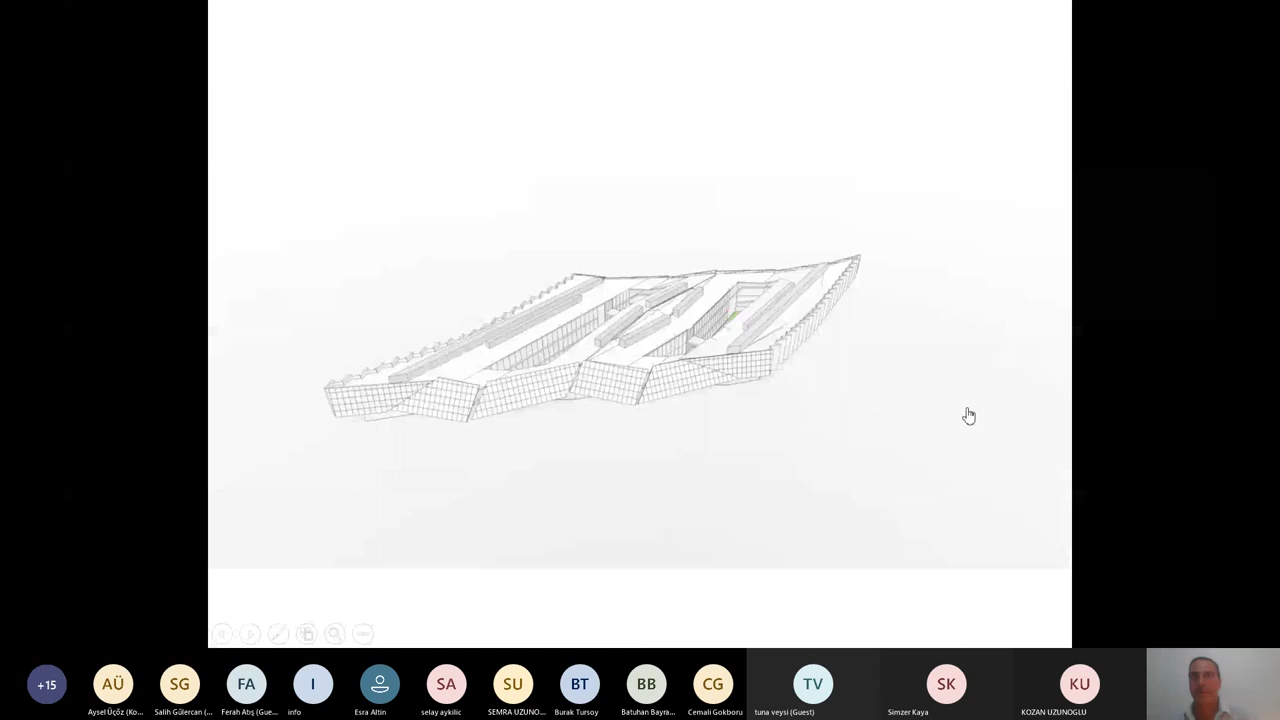 +15
AÜ
SG
FA
I
SA
SU
BT
BB
CG
TV
SK
KU
Aysel Üçöz (Ko...
Salih Gülercan (...
Ferah Atış (Gue...
info
Esra Altin
selay aykilic
SEMRA UZUNO...
Burak Tursoy
Batuhan Bayra...
Cemali Gokboru
tuna veysi (Guest)
Simzer Kaya
KOZAN UZUNOGLU